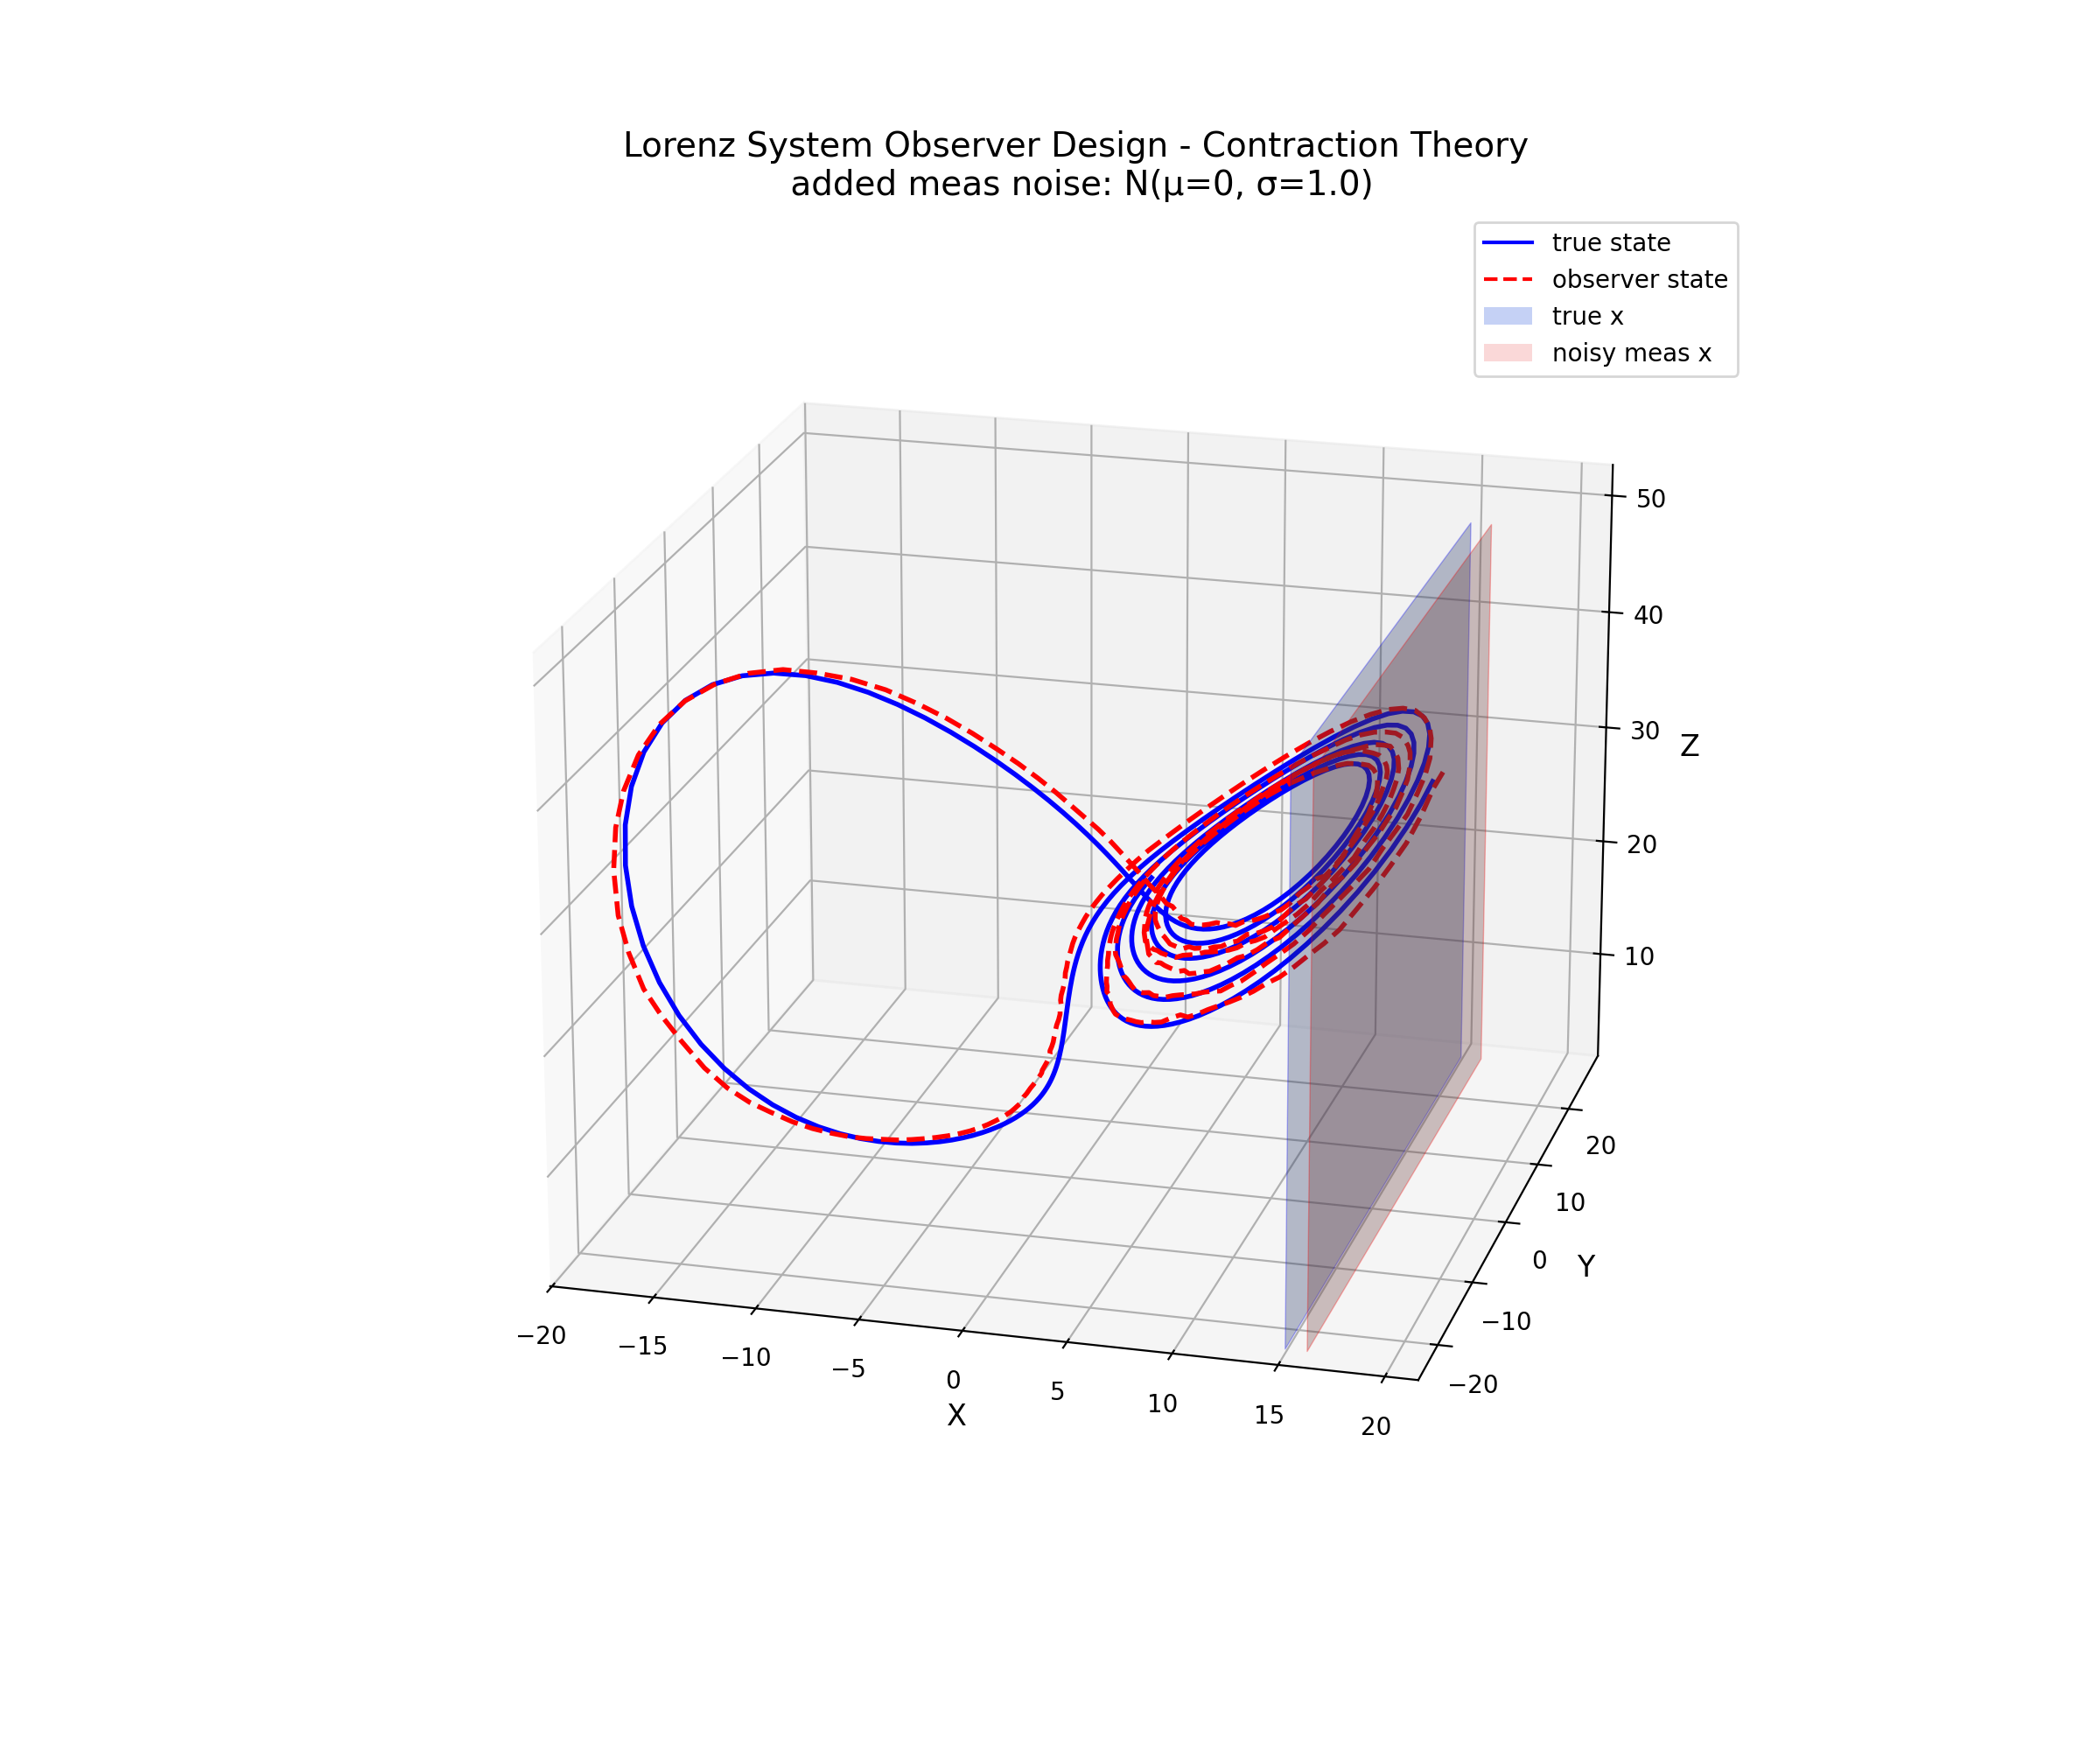 Lorenz System Observer Design - Contraction Theory
added meas noise: N(μ=0, σ=1.0)
true state
observer state
true x
noisy meas x
50
40
30
Z
20
10
20
10
0
Y
−10
−20
−20
−15
−10
−5
0
5
10
15
20
X